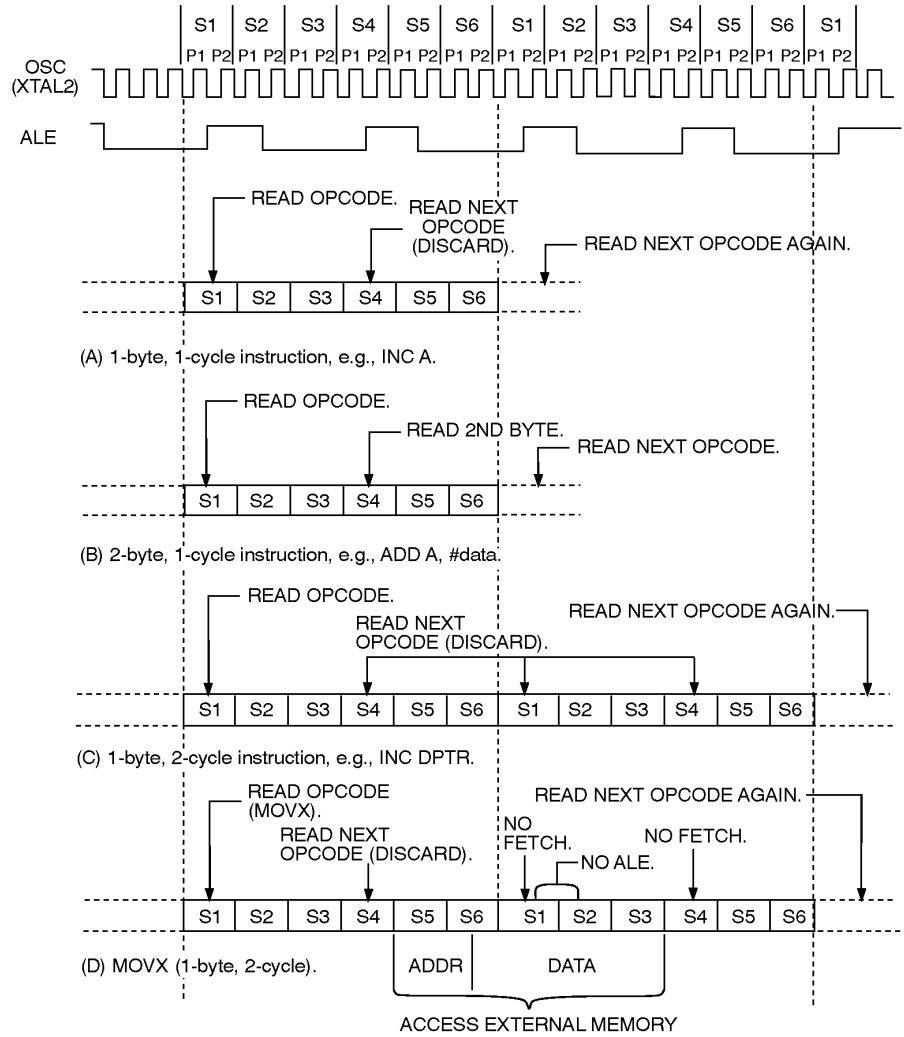 S1 S2 S3 S4 S5 S6 S1 S2 S3 S4 S5 S6 S1
P1 P2 P1 P2 P1 P2 P1 P2 P1 P2 P1 P2 P1 P2 P1 P2 P1 P2 P1 P2 P1 P2 P1 P2 P1 P2
OSC
(XTAL2)
ALE
READ OPCODE.
READ NEXT
OPCODE
(DISCARD).
READ NEXT OPCODE AGAIN.
S1 S2 S3 S4 S5 S6
(A) 1-byte, 1-cycle instruction, e.g., INC A.
READ OPCODE.
READ 2ND BYTE.
READ NEXT OPCODE.
S1 S2 S3 S4 S5 S6
(B) 2-byte, 1-cycle instruction, e.g., ADD A, #data.
READ OPCODE.
READ NEXT
OPCODE (DISCARD).
READ NEXT OPCODE AGAIN.
S1 S2 S3 S4 S5 S6 S1 S2 S3 S4 S5 S6
(C) 1-byte, 2-cycle instruction, e.g., INC DPTR.
READ OPCODE
(MOVX).
READ NEXT
OPCODE (DISCARD).
READ NEXT OPCODE AGAIN.
NO
FETCH.
NO ALE.
NO FETCH.
S1 S2 S3 S4 S5 S6 S1 S2 S3 S4 S5 S6
(D) MOVX (1-byte, 2-cycle).
ADDR
DATA
ACCESS EXTERNAL MEMORY